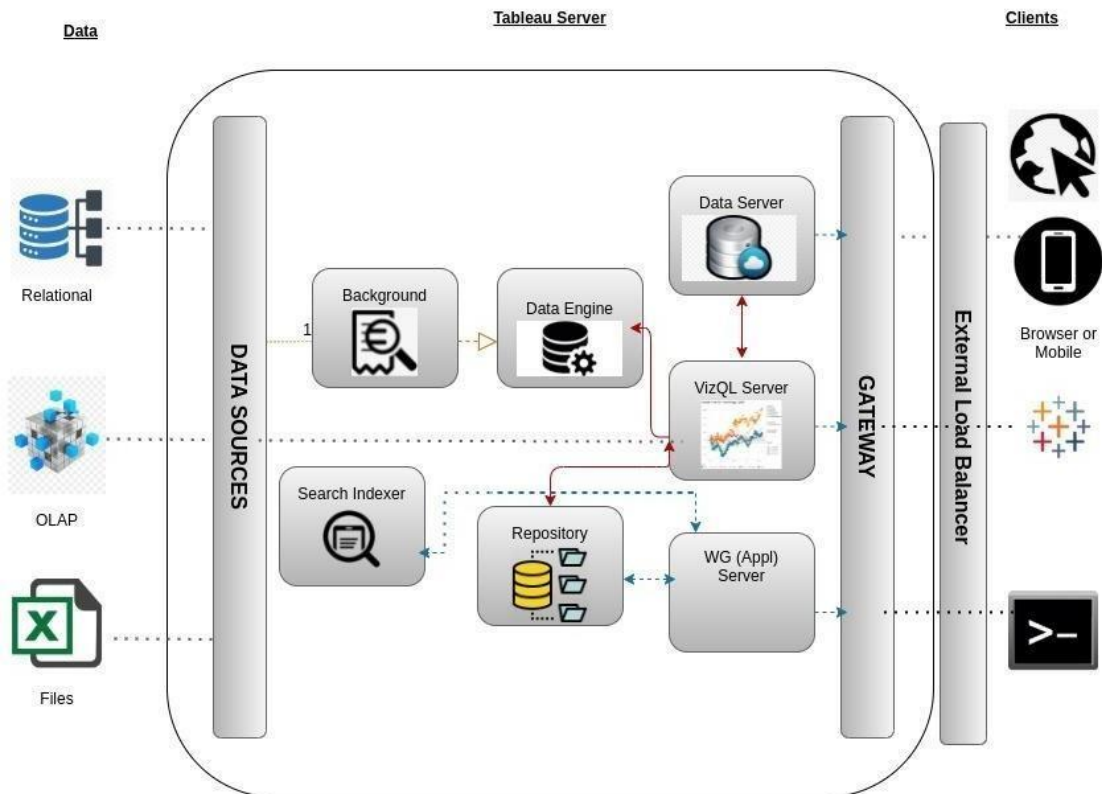 Data
Tableau Server
Clients
Relational
OLAP
Files
DATA SOURCES
1
Background
Data Engine
Search Indexer
Repository
Data Server
VizQL Server
WG (Appl)
Server
GATEWAY
External Load Balancer
Browser or
Mobile
X
>_